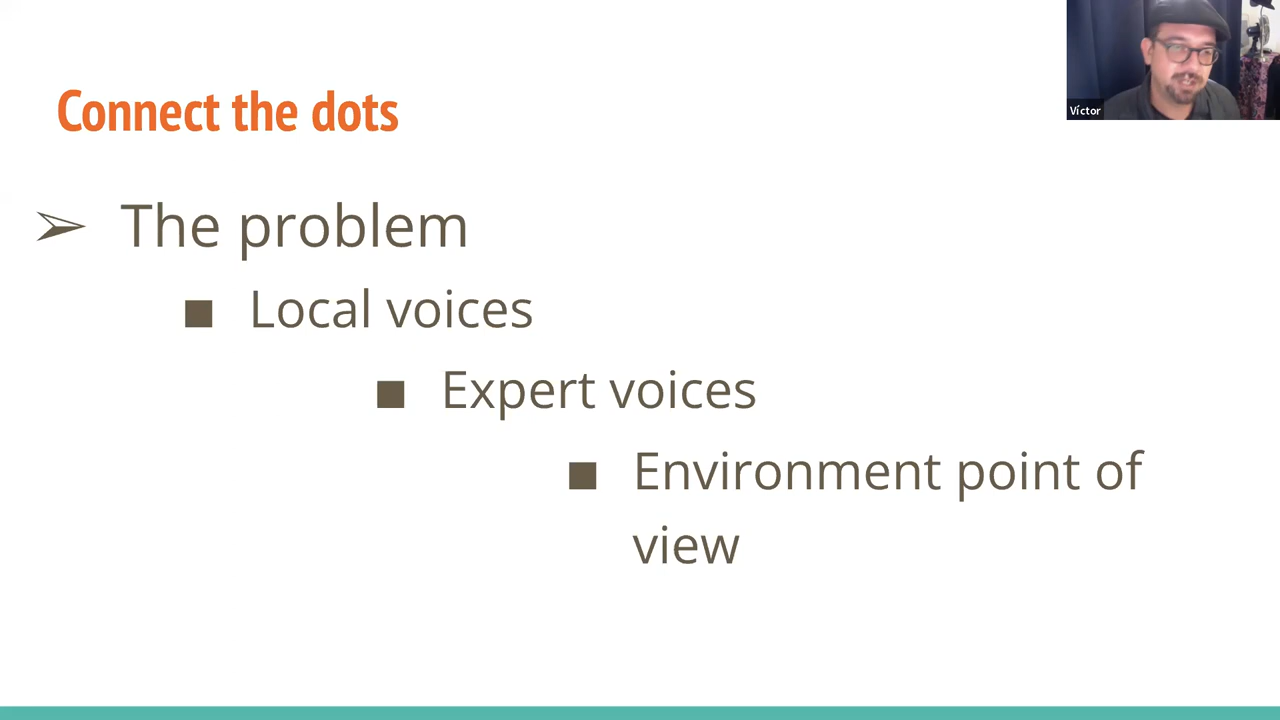 Connect the dots
Víctor
➢ The problem
■ Local voices
■ Expert voices
■ Environment point of
view